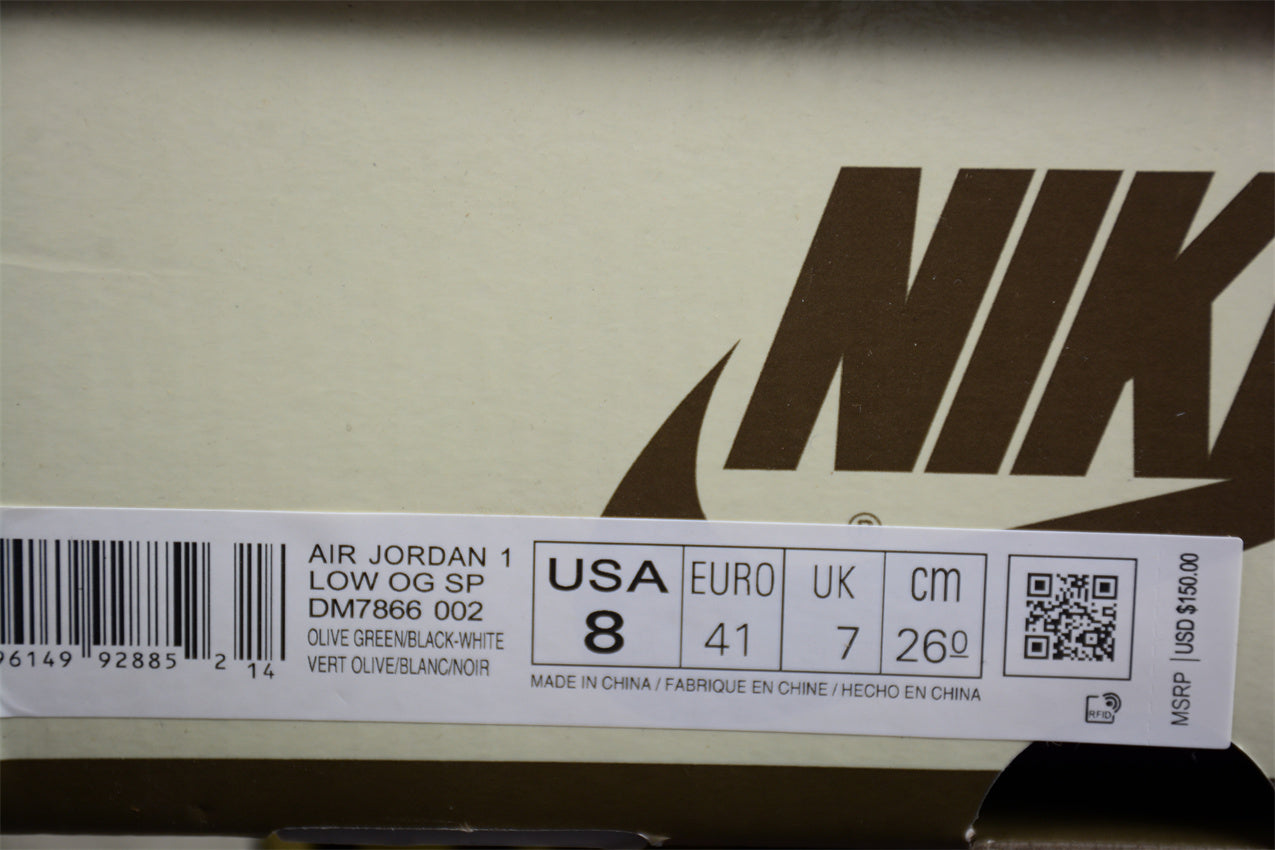 NIK
®
AIR JORDAN 1
LOW OG SP
DM7866 002
OLIVE GREEN/BLACK-WHITE
VERT OLIVE/BLANC/NOIR
96149 92885 2 14
USA EURO UK cm
8 41 7 26 0
MADE IN CHINA / FABRIQUE EN CHINE / HECHO EN CHINA
RFID
MSRP | USD $150.00